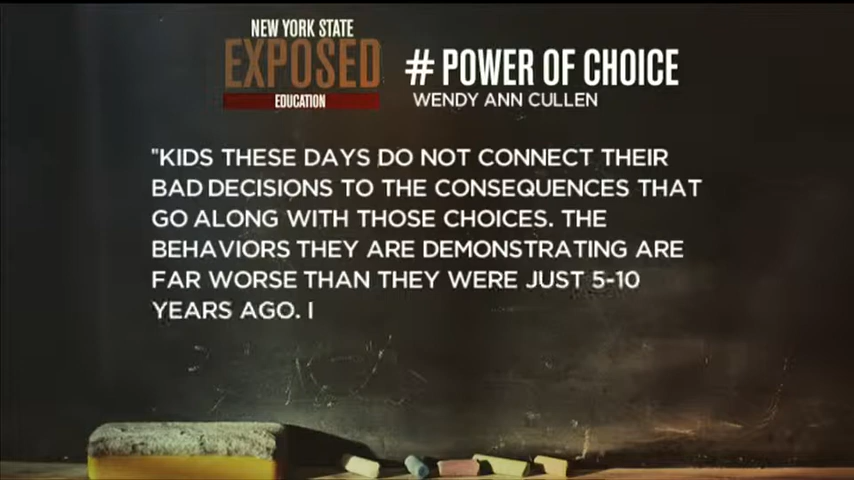 NEW YORK STATE
EXPOSED
EDUCATION
# POWER OF CHOICE
WENDY ANN CULLEN
"KIDS THESE DAYS DO NOT CONNECT THEIR
BAD DECISIONS TO THE CONSEQUENCES THAT
GO ALONG WITH THOSE CHOICES. THE
BEHAVIORS THEY ARE DEMONSTRATING ARE
FAR WORSE THAN THEY WERE JUST 5-10
YEARS AGO. I